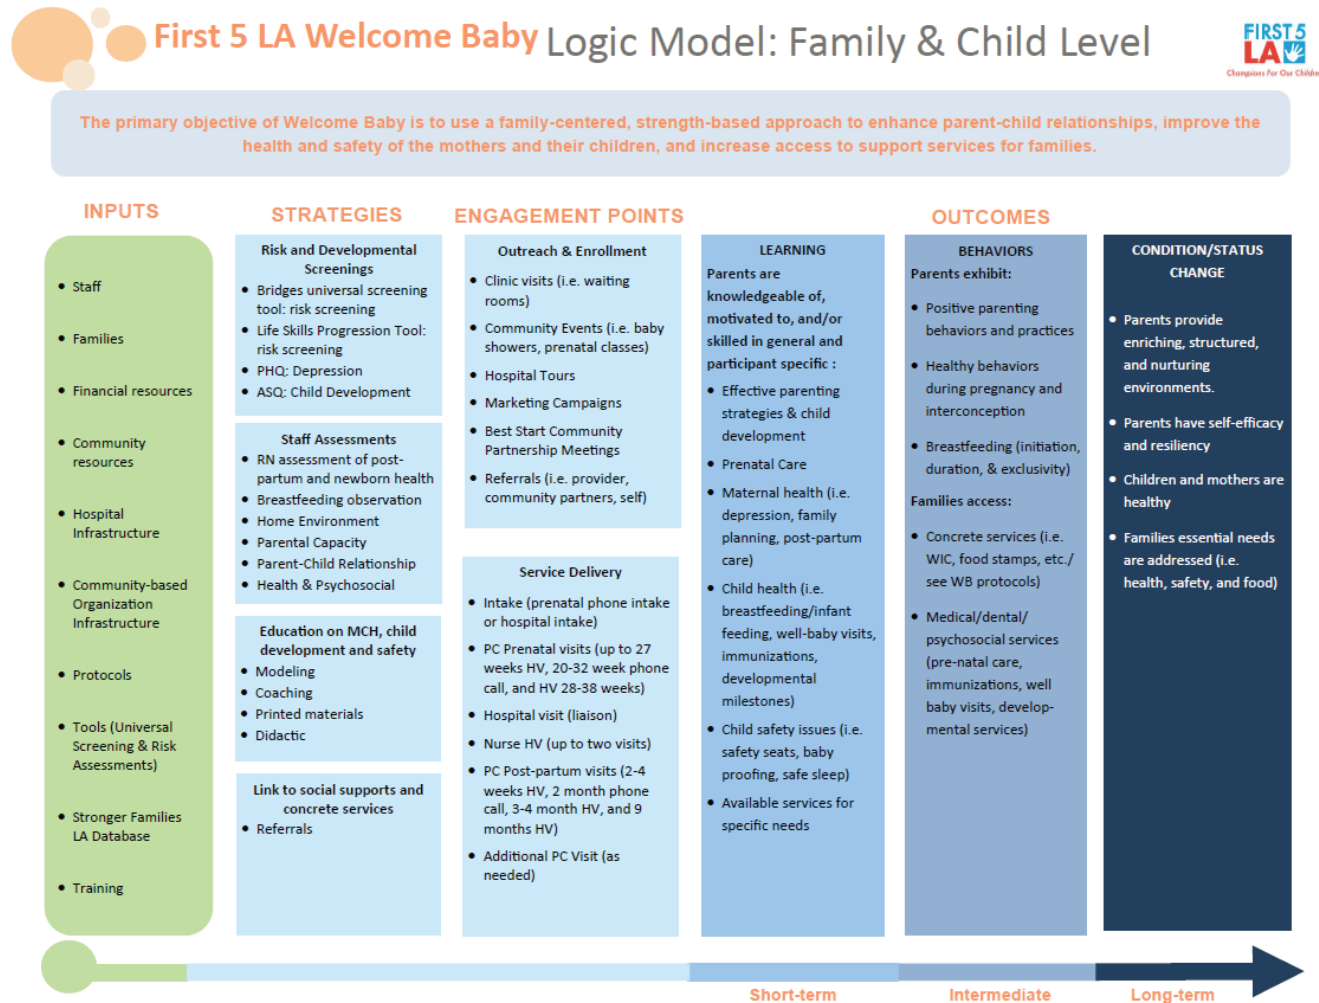 First 5 LA Welcome Baby Logic Model: Family & Child Level
FIRST 5
LA
Champions For Our Childre
The primary objective of Welcome Baby is to use a family-centered, strength-based approach to enhance parent-child relationships, improve the
health and safety of the mothers and their children, and increase access to support services for families.
INPUTS
• Staff
• Families
• Financial resources
• Community
resources
• Hospital
Infrastructure
• Community-based
Organization
Infrastructure
• Protocols
• Tools (Universal
Screening & Risk
Assessments)
• Stronger Families
LA Database
• Training
STRATEGIES
Risk and Developmental
Screenings
• Bridges universal screening
tool: risk screening
• Life Skills Progression Tool:
risk screening
• PHQ: Depression
• ASQ: Child Development
Staff Assessments
• RN assessment of post-
partum and newborn health
• Breastfeeding observation
• Home Environment
• Parental Capacity
• Parent-Child Relationship
• Health & Psychosocial
Education on MCH, child
development and safety
• Modeling
• Coaching
• Printed materials
• Didactic
Link to social supports and
concrete services
• Referrals
ENGAGEMENT POINTS
Outreach & Enrollment
• Clinic visits (i.e. waiting
rooms)
• Community Events (i.e. baby
showers, prenatal classes)
• Hospital Tours
• Marketing Campaigns
• Best Start Community
Partnership Meetings
• Referrals (i.e. provider,
community partners, self)
Service Delivery
• Intake (prenatal phone intake
or hospital intake)
• PC Prenatal visits (up to 27
weeks HV, 20-32 week phone
call, and HV 28-38 weeks)
• Hospital visit (liaison)
• Nurse HV (up to two visits)
• PC Post-partum visits (2-4
weeks HV, 2 month phone
call, 3-4 month HV, and 9
months HV)
• Additional PC Visit (as
needed)
OUTCOMES
LEARNING
Parents are
knowledgeable of,
motivated to, and/or
skilled in general and
participant specific :
• Effective parenting
strategies & child
development
• Prenatal Care
• Maternal health (i.e.
depression, family
planning, post-partum
care)
• Child health (i.e.
breastfeeding/infant
feeding, well-baby visits,
immunizations,
developmental
milestones)
• Child safety issues (i.e.
safety seats, baby
proofing, safe sleep)
• Available services for
specific needs
BEHAVIORS
Parents exhibit:
• Positive parenting
behaviors and practices
• Healthy behaviors
during pregnancy and
interconception
• Breastfeeding (initiation,
duration, & exclusivity)
Families access:
• Concrete services (i.e.
WIC, food stamps, etc./
see WB protocols)
• Medical/dental/
psychosocial services
(pre-natal care,
immunizations, well
baby visits, develop-
mental services)
CONDITION/STATUS
CHANGE
• Parents provide
enriching, structured,
and nurturing
environments.
• Parents have self-efficacy
and resiliency
• Children and mothers are
healthy
• Families essential needs
are addressed (i.e.
health, safety, and food)
Short-term
Intermediate
Long-term